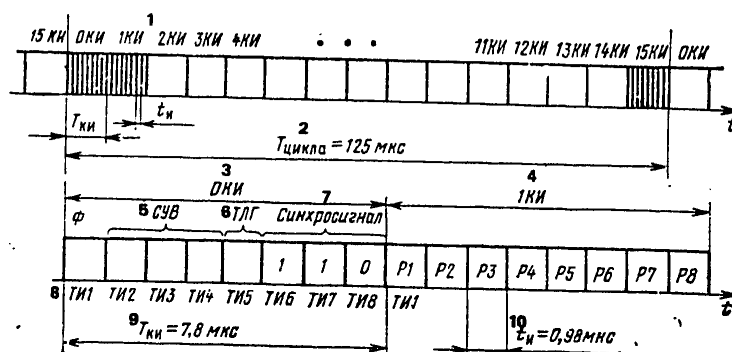 1
15 КИ 0КИ 1КИ 2КИ 3КИ 4КИ • • • 11КИ 12КИ 13КИ 14КИ 15КИ 0КИ
Tки tи t
2
Tцикла = 125 мкс
3 4
0КИ 1КИ
Ф 5 СУВ 6 ТЛГ 7 Синхросигнал
1 1 0 P1 P2 P3 P4 P5 P6 P7 P8
8 ТИ1 ТИ2 ТИ3 ТИ4 ТИ5 ТИ6 ТИ7 ТИ8 ТИ1 t
9 Tки = 7,8 мкс 10 tи = 0,98 мкс